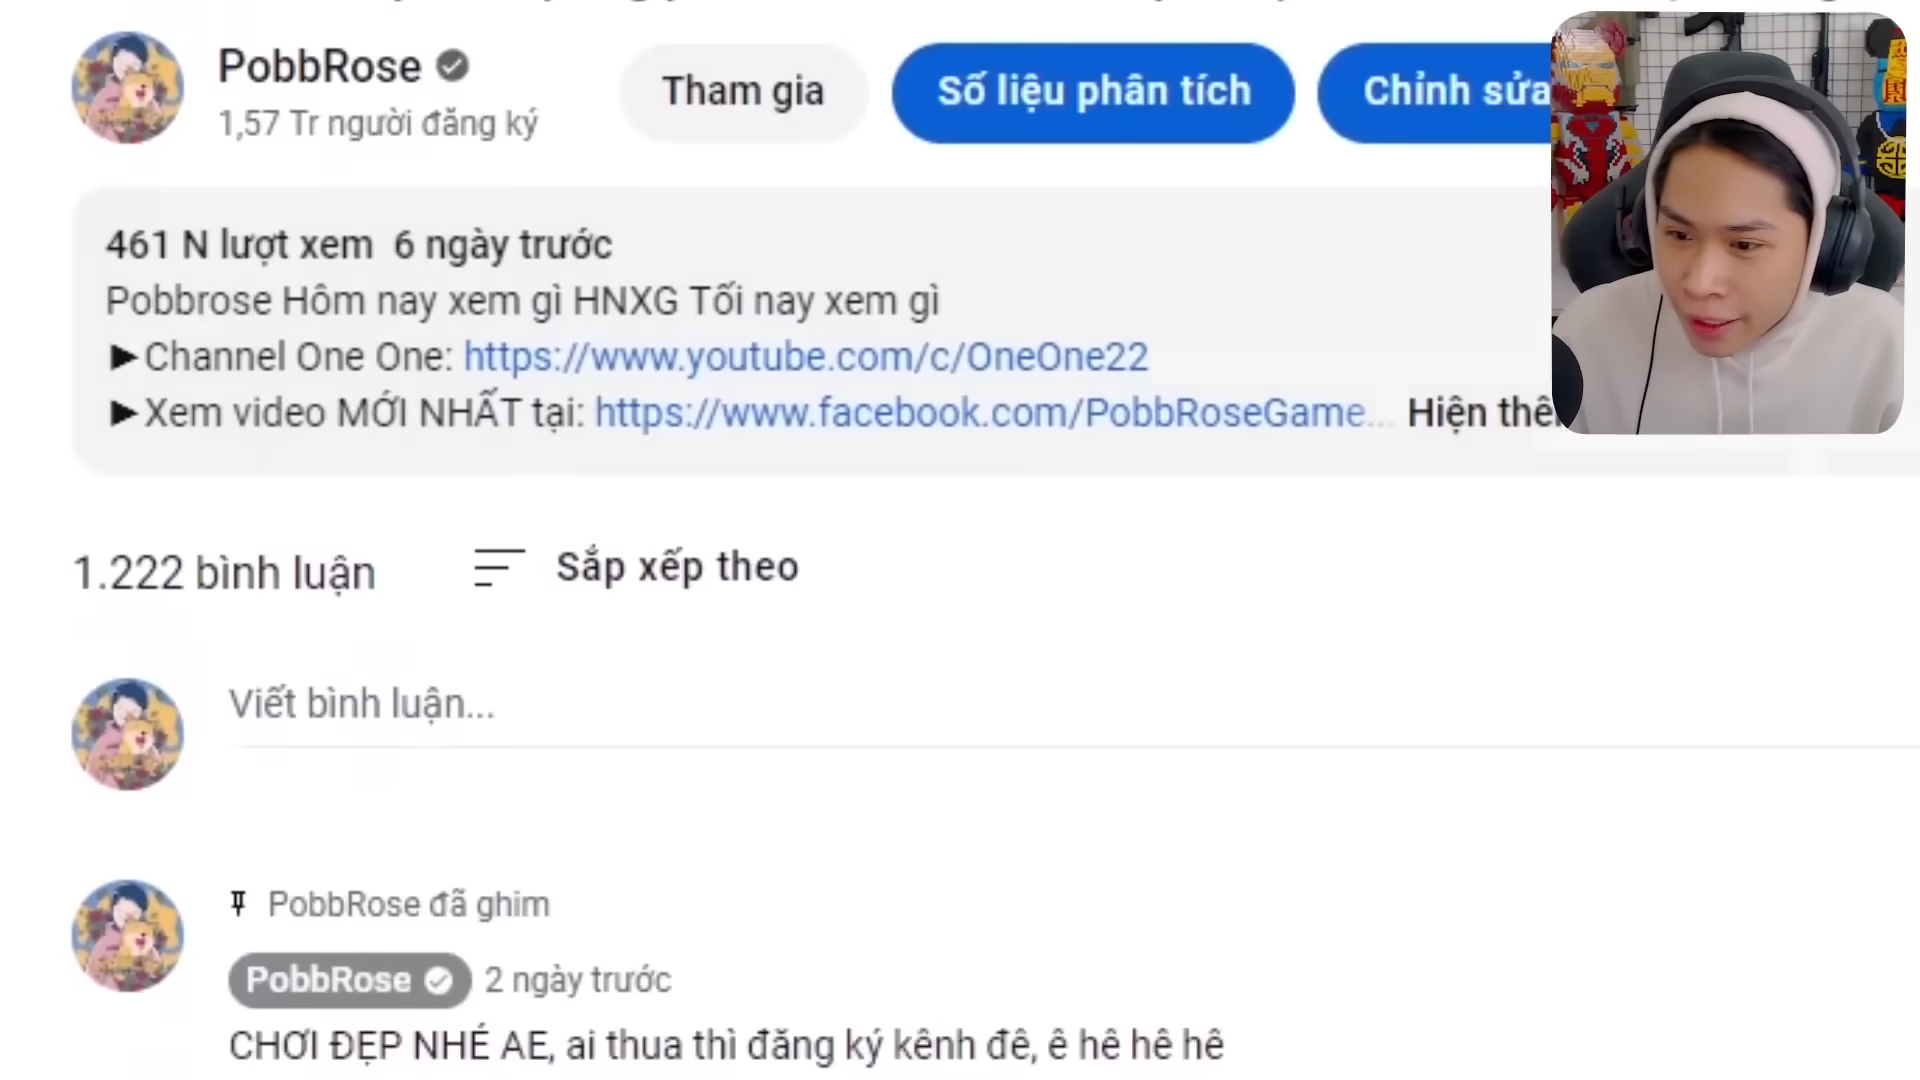 PobbRose
1,57 Tr người đăng ký
Tham gia
Số liệu phân tích
Chỉnh sửa
461 N lượt xem 6 ngày trước
Pobbrose Hôm nay xem gì HNXG Tối nay xem gì
►Channel One One: https://www.youtube.com/c/OneOne22
►Xem video MỚI NHẤT tại: https://www.facebook.com/PobbRoseGame... Hiện
1.222 bình luận
Sắp xếp theo
Viết bình luận...
PobbRose đã ghim
PobbRose 2 ngày trước
CHƠI ĐẸP NHÉ AE, ai thua thì đăng ký kênh đê, ê hê hê hê